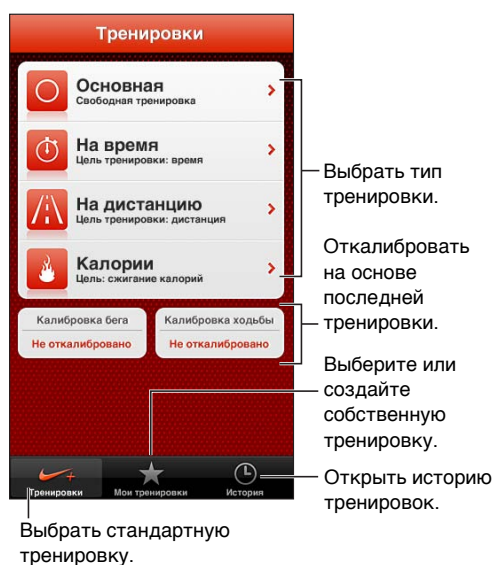 Тренировки
Основная
Свободная тренировка
На время
Цель тренировки: время
На дистанцию
Цель тренировки: дистанция
Калории
Цель: сжигание калорий
Калибровка бега
Не откалибровано
Калибровка ходьбы
Не откалибровано
Тренировки
Мои тренировки
История
Выбрать тип
тренировки.
Откалибровать
на основе
последней
тренировки.
Выберите или
создайте
собственную
тренировку.
Открыть историю
тренировок.
Выбрать стандартную
тренировку.